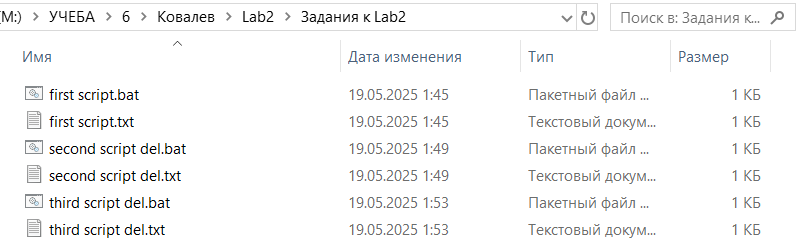 (M:) > УЧЕБА > 6 > Ковалев > Lab2 > Задания к Lab2 Поиск в: Задания к...
Имя Дата изменения Тип Размер
first script.bat 19.05.2025 1:45 Пакетный файл ... 1 КБ
first script.txt 19.05.2025 1:45 Текстовый докум... 1 КБ
second script del.bat 19.05.2025 1:49 Пакетный файл ... 1 КБ
second script del.txt 19.05.2025 1:49 Текстовый докум... 1 КБ
third script del.bat 19.05.2025 1:53 Пакетный файл ... 1 КБ
third script del.txt 19.05.2025 1:53 Текстовый докум... 1 КБ